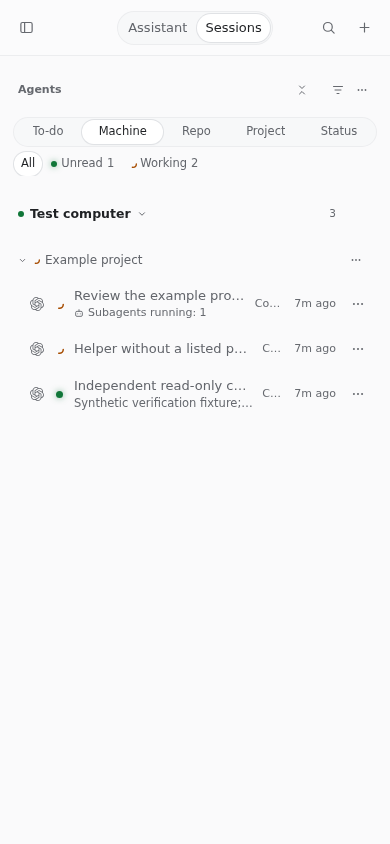 Assistant Sessions
Agents
To-do Machine Repo Project Status
All Unread 1 Working 2
Test computer 3
Example project
Review the example pro… Co… 7m ago
Subagents running: 1
Helper without a listed p… C… 7m ago
Independent read-only c… C… 7m ago
Synthetic verification fixture;…